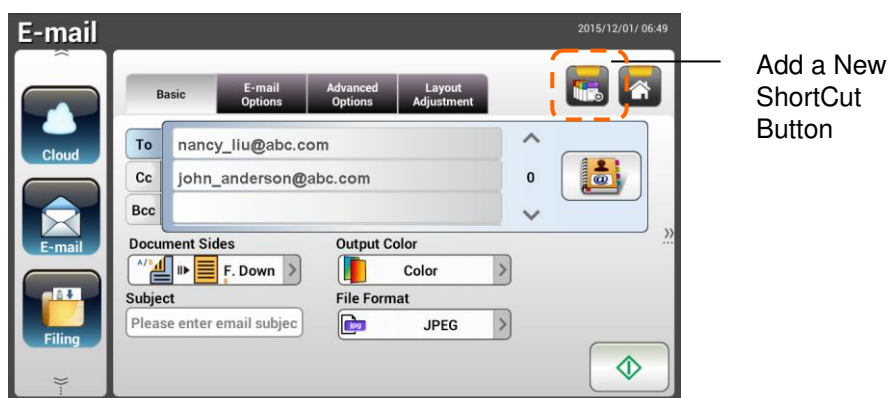 E-mail
2015/12/01/ 06:49
Add a New
ShortCut
Button
Basic
E-mail
Options
Advanced
Options
Layout
Adjustment
Cloud
To
nancy_liu@abc.com
Cc
john_anderson@abc.com
0
Bcc
E-mail
Document Sides
Output Color
A/B
F. Down
Color
Subject
File Format
Please enter email subjec
JPG
JPEG
Filing